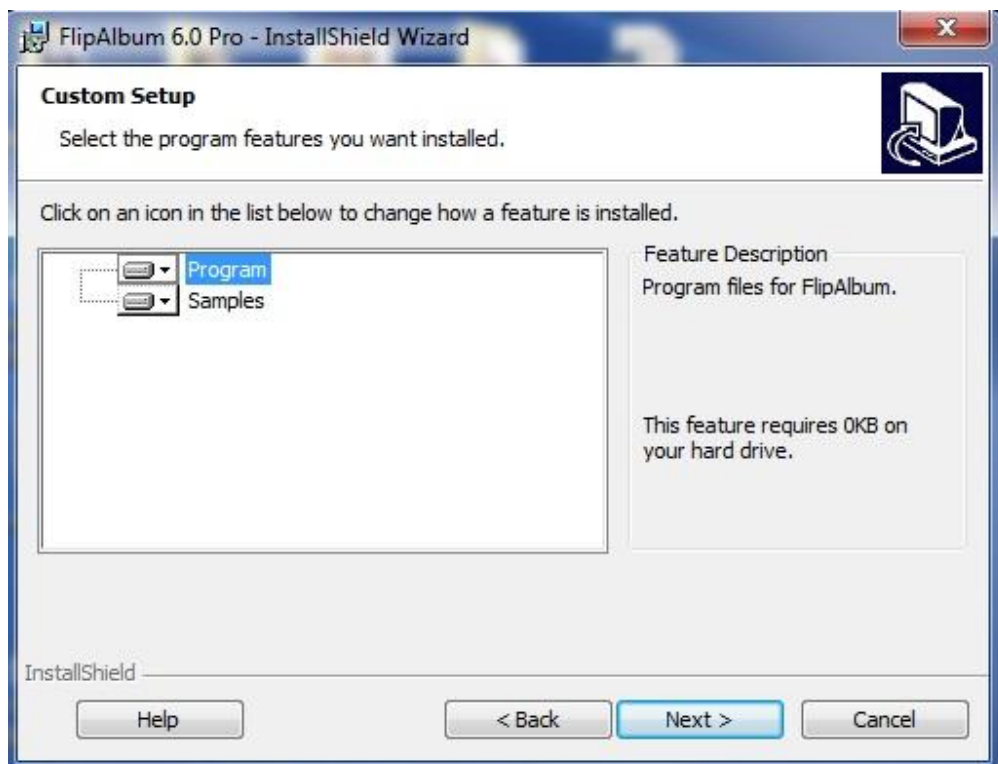 FlipAlbum 6.0 Pro - InstallShield Wizard
Custom Setup
Select the program features you want installed.
Click on an icon in the list below to change how a feature is installed.
Program
Samples
Feature Description
Program files for FlipAlbum.
This feature requires 0KB on
your hard drive.
InstallShield
Help
< Back
Next >
Cancel